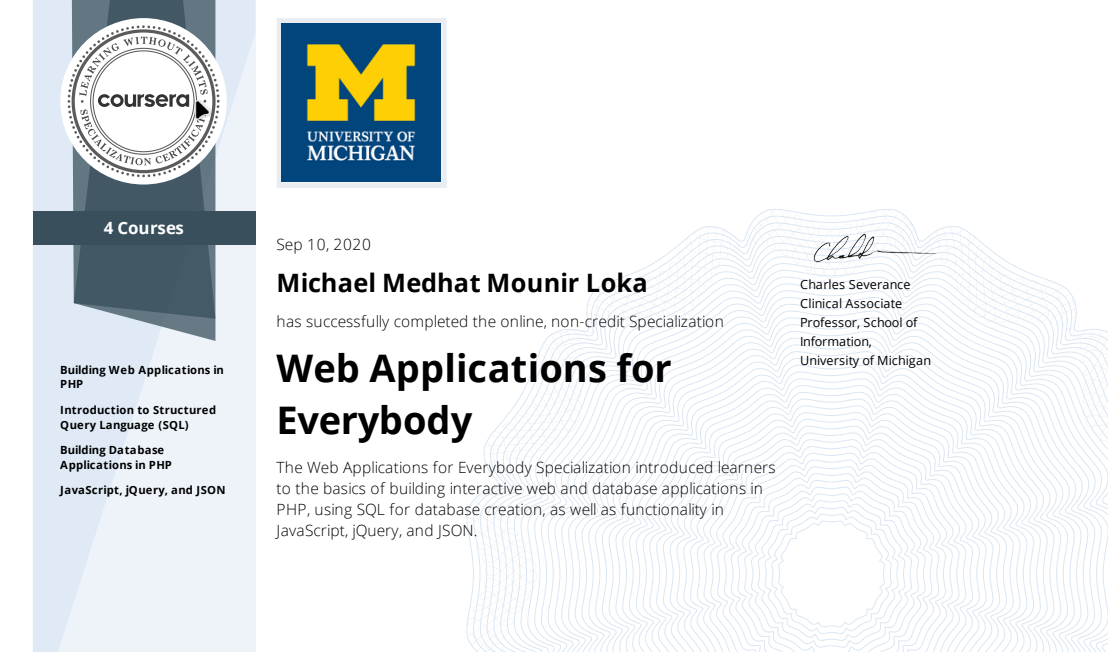 LEARNING WITHOUT LIMITS
coursera
SPECIALIZATION CERTIFICAT
4 Courses
Building Web Applications in
PHP
Introduction to Structured
Query Language (SQL)
Building Database
Applications in PHP
JavaScript, jQuery, and JSON
M
UNIVERSITY OF
MICHIGAN
Sep 10, 2020
Michael Medhat Mounir Loka
has successfully completed the online, non-credit Specialization
Web Applications for
Everybody
The Web Applications for Everybody Specialization introduced learners
to the basics of building interactive web and database applications in
PHP, using SQL for database creation, as well as functionality in
JavaScript, jQuery, and JSON.
Charles Severance
Clinical Associate
Professor, School of
Information,
University of Michigan